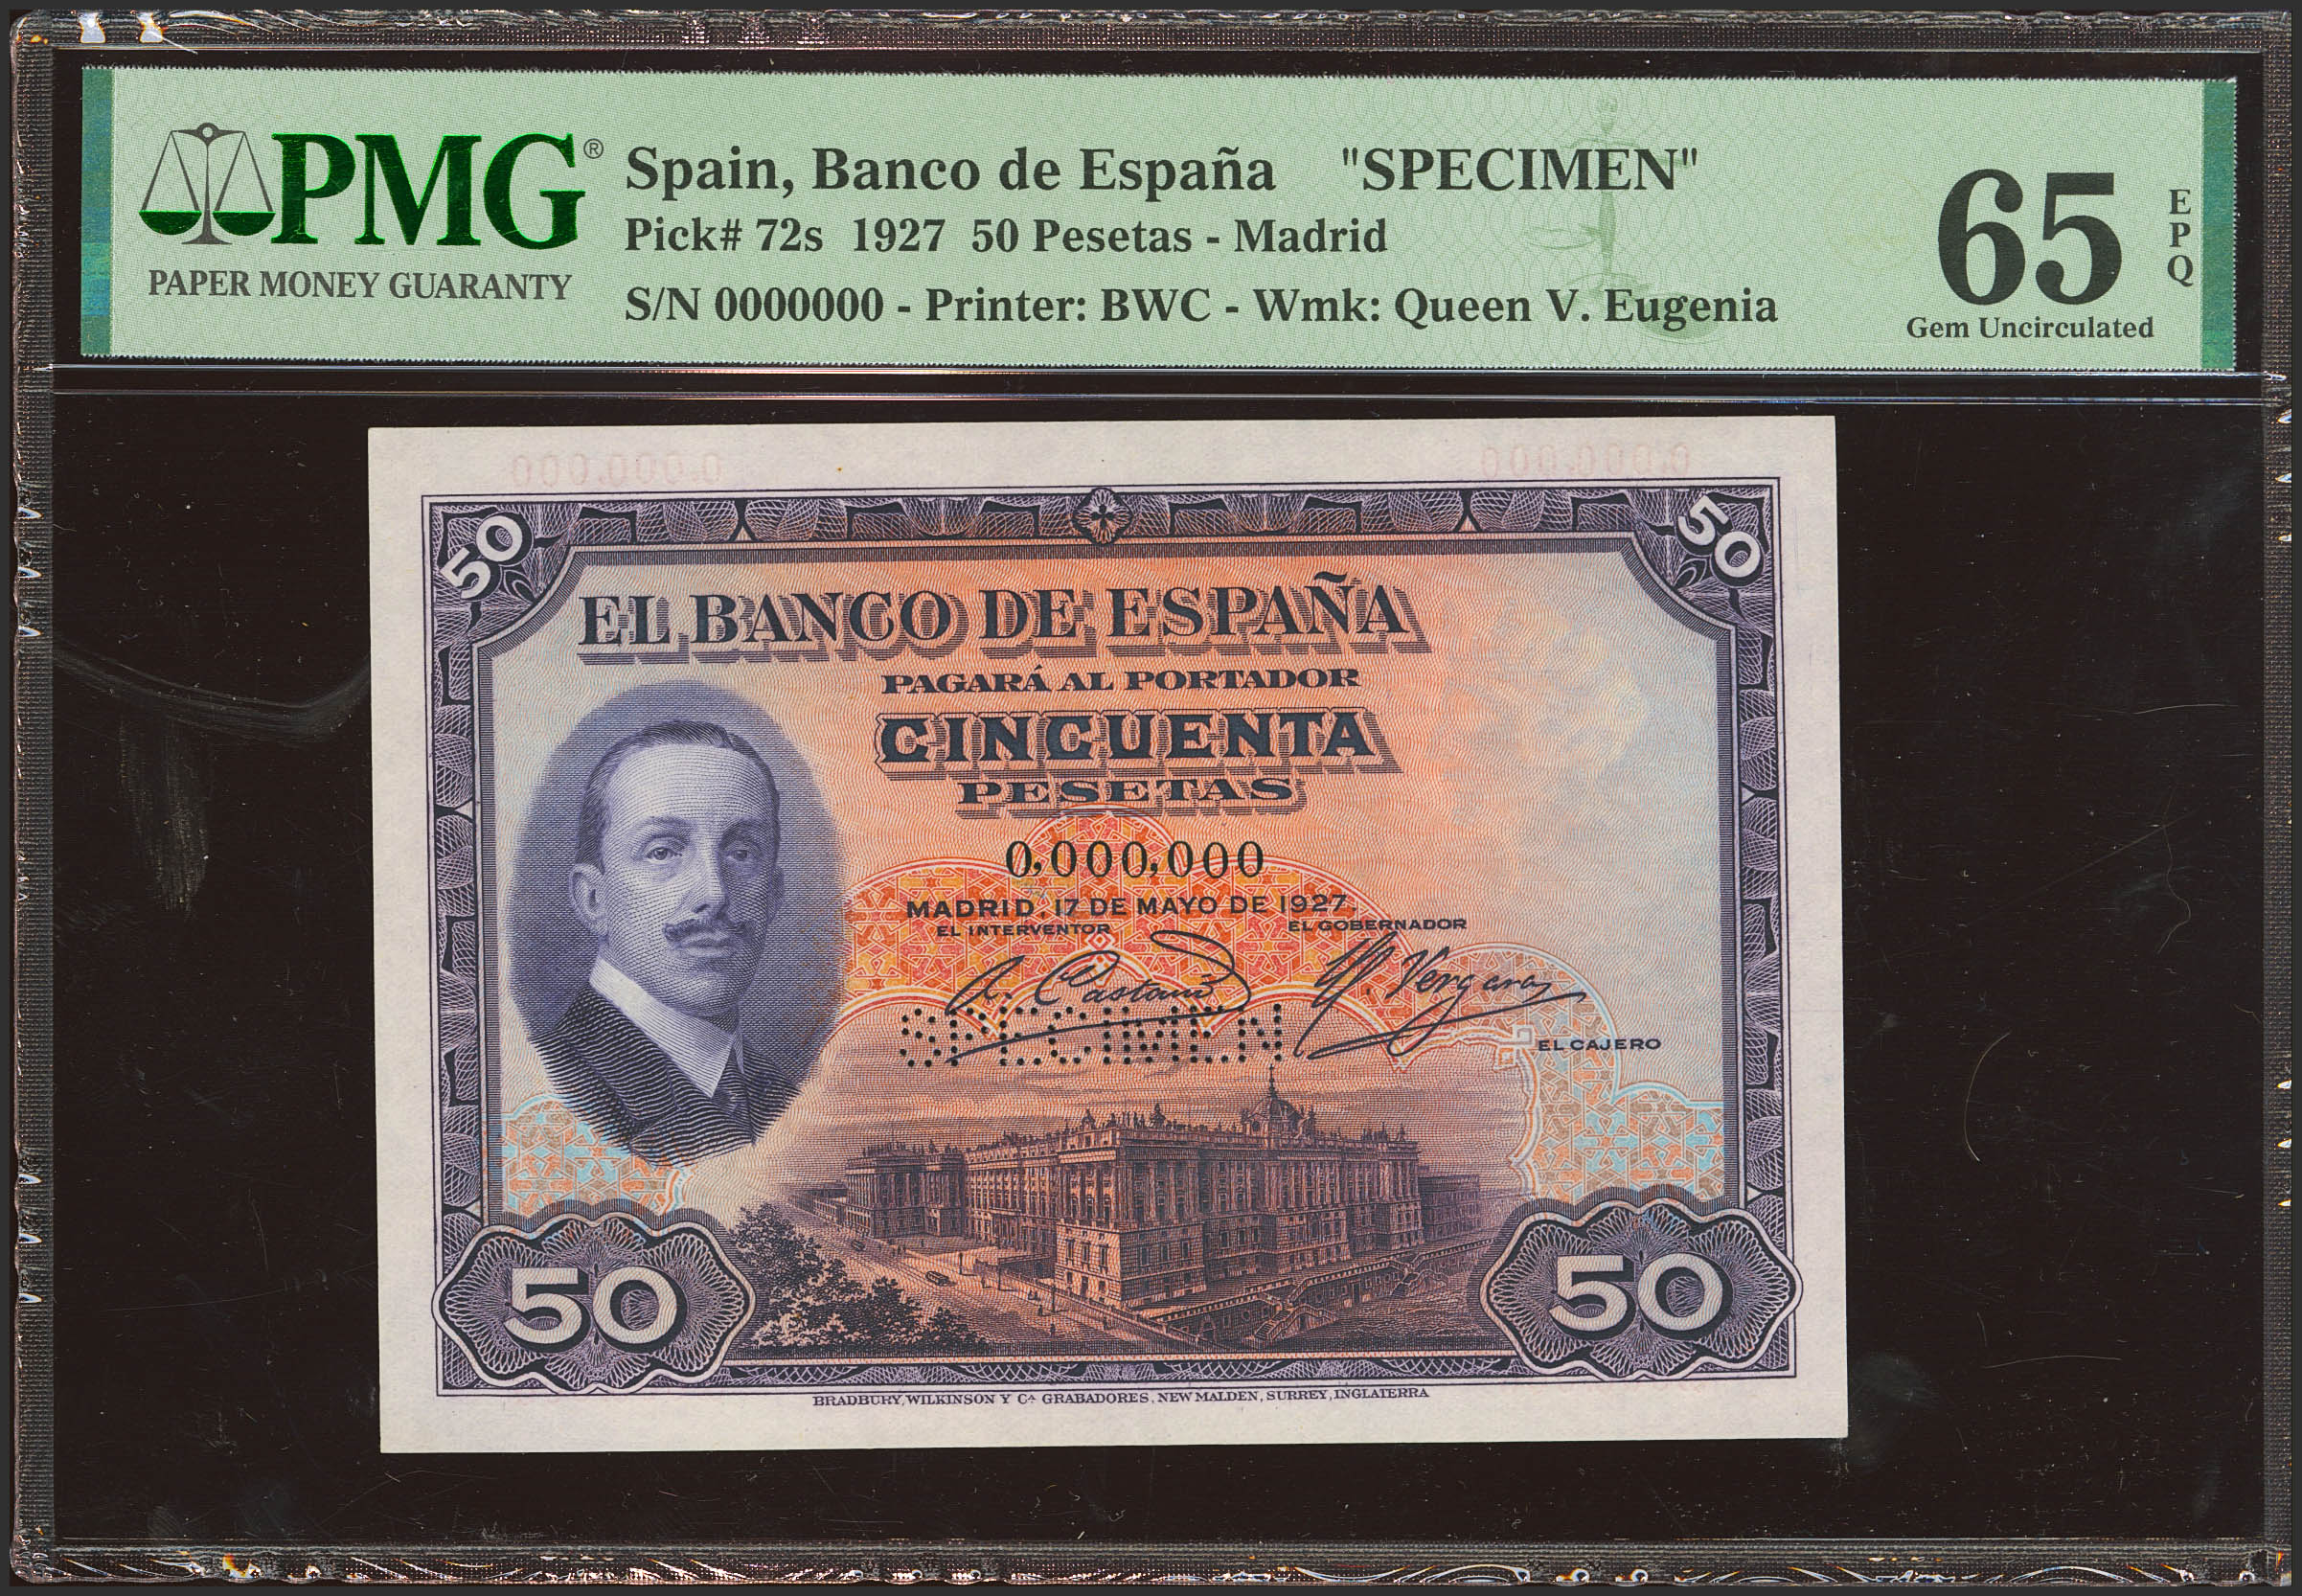 PMG®
PAPER MONEY GUARANTY
Spain, Banco de España "SPECIMEN"
Pick# 72s 1927 50 Pesetas - Madrid
S/N 0000000 - Printer: BWC - Wmk: Queen V. Eugenia
65
EPQ
Gem Uncirculated
0.000.000 0.000.000
50 50
EL BANCO DE ESPAÑA
PAGARÁ AL PORTADOR
CINCUENTA
PESETAS
0,000,000
MADRID, 17 DE MAYO DE 1927.
EL INTERVENTOR EL GOBERNADOR
Vergara
SPECIMEN
EL CAJERO
50 50
BRADBURY, WILKINSON Y Cª GRABADORES, NEW MALDEN, SURREY, INGLATERRA